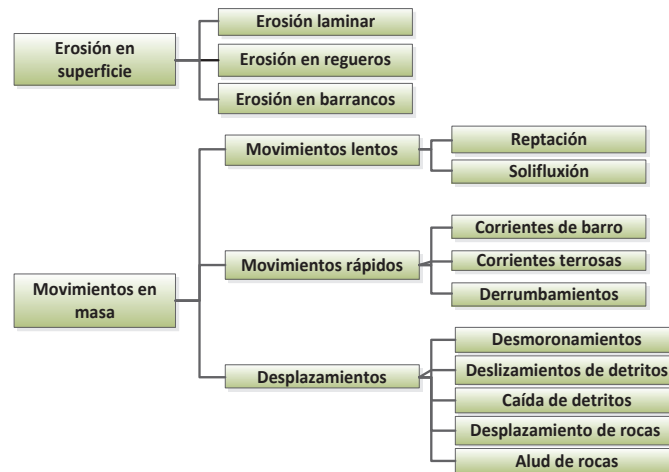 Erosión en
superficie
Erosión laminar
Erosión en regueros
Erosión en barrancos
Movimientos en
masa
Movimientos lentos
Reptación
Solifluxión
Movimientos rápidos
Corrientes de barro
Corrientes terrosas
Derrumbamientos
Desplazamientos
Desmoronamientos
Deslizamientos de detritos
Caída de detritos
Desplazamiento de rocas
Alud de rocas